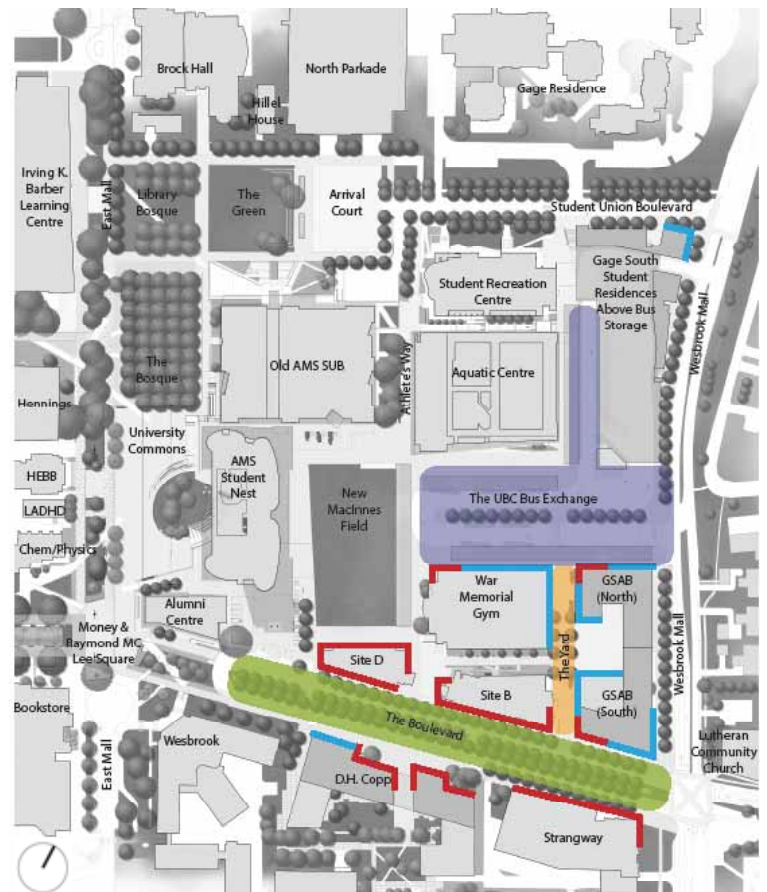 Brock Hall
North Parkade
Gage Residence
Hillel
House
Irving K.
Barber
Learning
Centre
East Mall
Library
Bosque
The
Green
Arrival
Court
Student Union Boulevard
Student Recreation
Centre
Gage South
Student
Residences
Above Bus
Storage
Wesbrook Mall
The
Bosque
Old AMS SUB
Athlete's Way
Aquatic Centre
Hennings
University
Commons
AMS
Student
Nest
New
MacInnes
Field
The UBC Bus Exchange
HEBB
LADHD
Chem/Physics
War
Memorial
Gym
GSAB
(North)
Alumni
Centre
Money &
Raymond MC
Lee Square
Site D
The Yard
Wesbrook Mall
Site B
GSAB
(South)
Bookstore
The Boulevard
Wesbrook
East Mall
Lutheran
Community
Church
D.H. Copp
Strangway